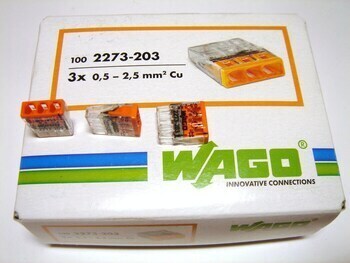 100 2273-203
3x 0,5 – 2,5 mm² Cu
WAGO
INNOVATIVE CONNECTIONS